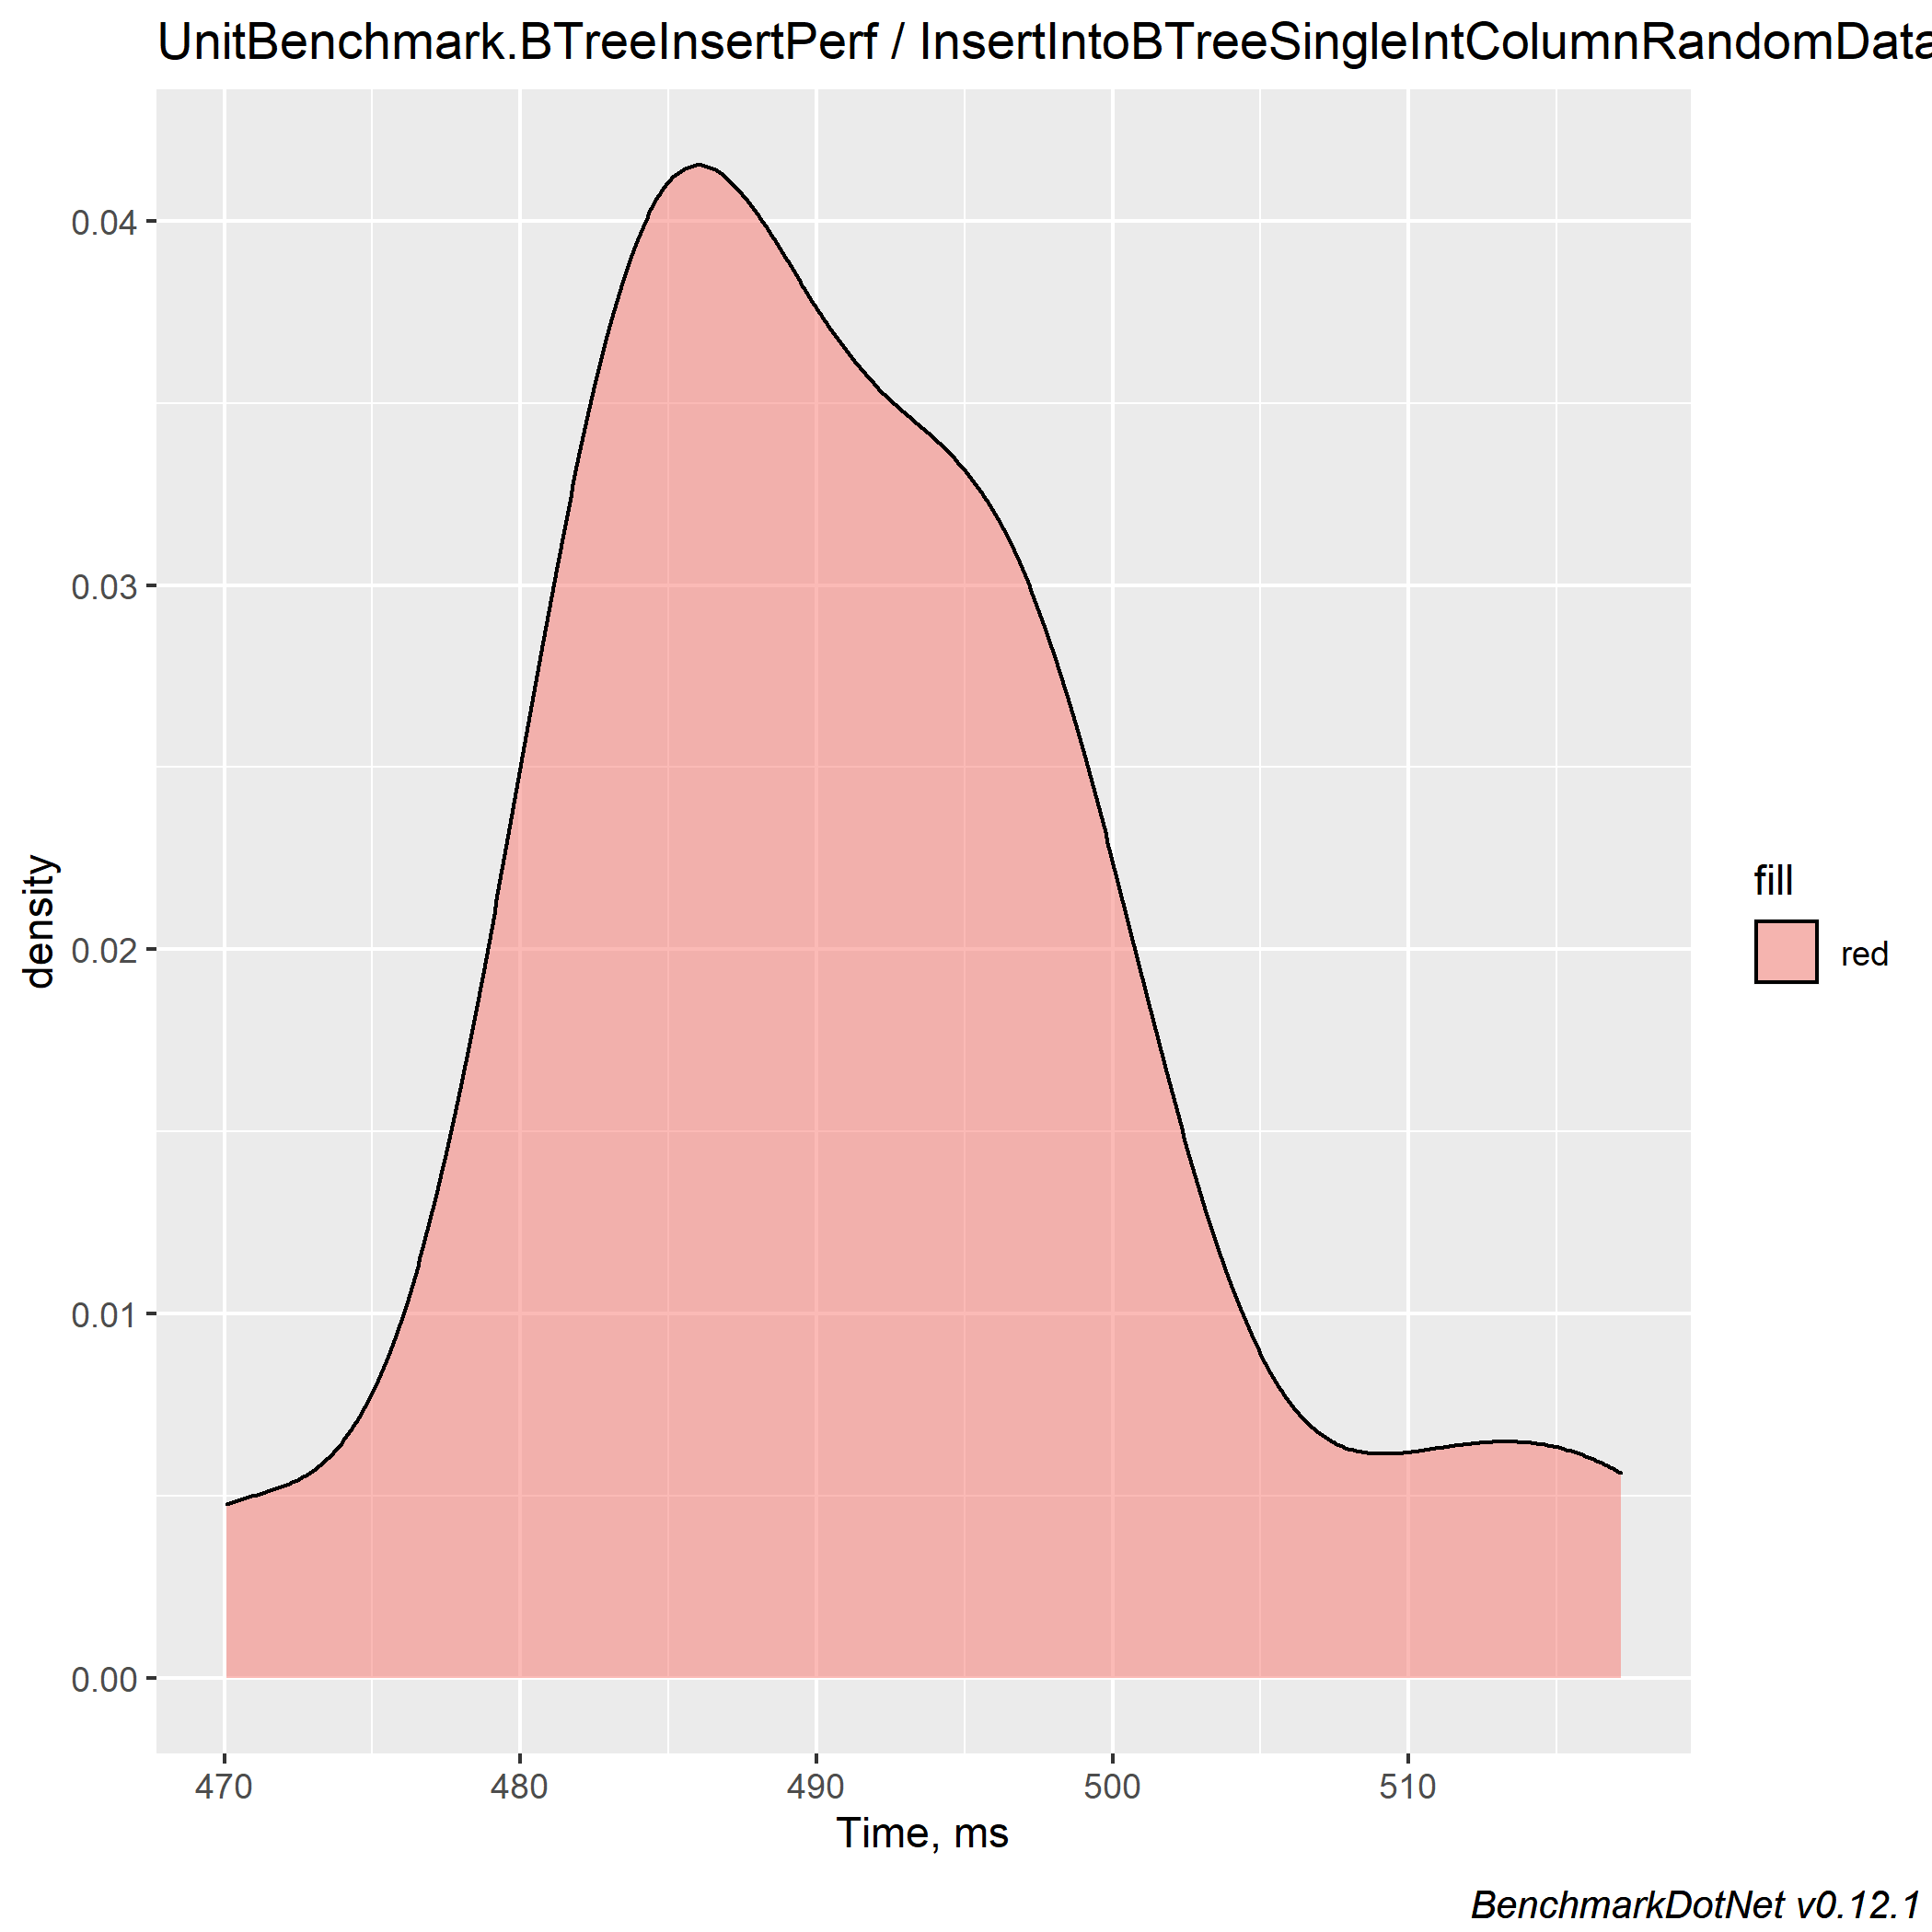 UnitBenchmark.BTreeInsertPerf / InsertIntoBTreeSingleIntColumnRandomData
density
0.04
0.03
0.02
0.01
0.00
470 480 490 500 510
Time, ms
fill
red
BenchmarkDotNet v0.12.1